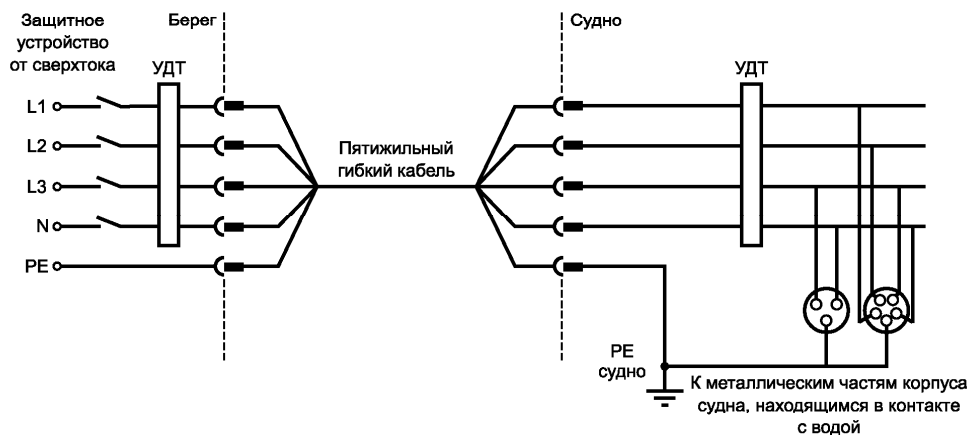 Защитное
устройство
от сверхтока
Берег
Судно
УДТ
УДТ
L1
L2
L3
N
PE
Пятижильный
гибкий кабель
PE
судно
К металлическим частям корпуса
судна, находящимся в контакте
с водой